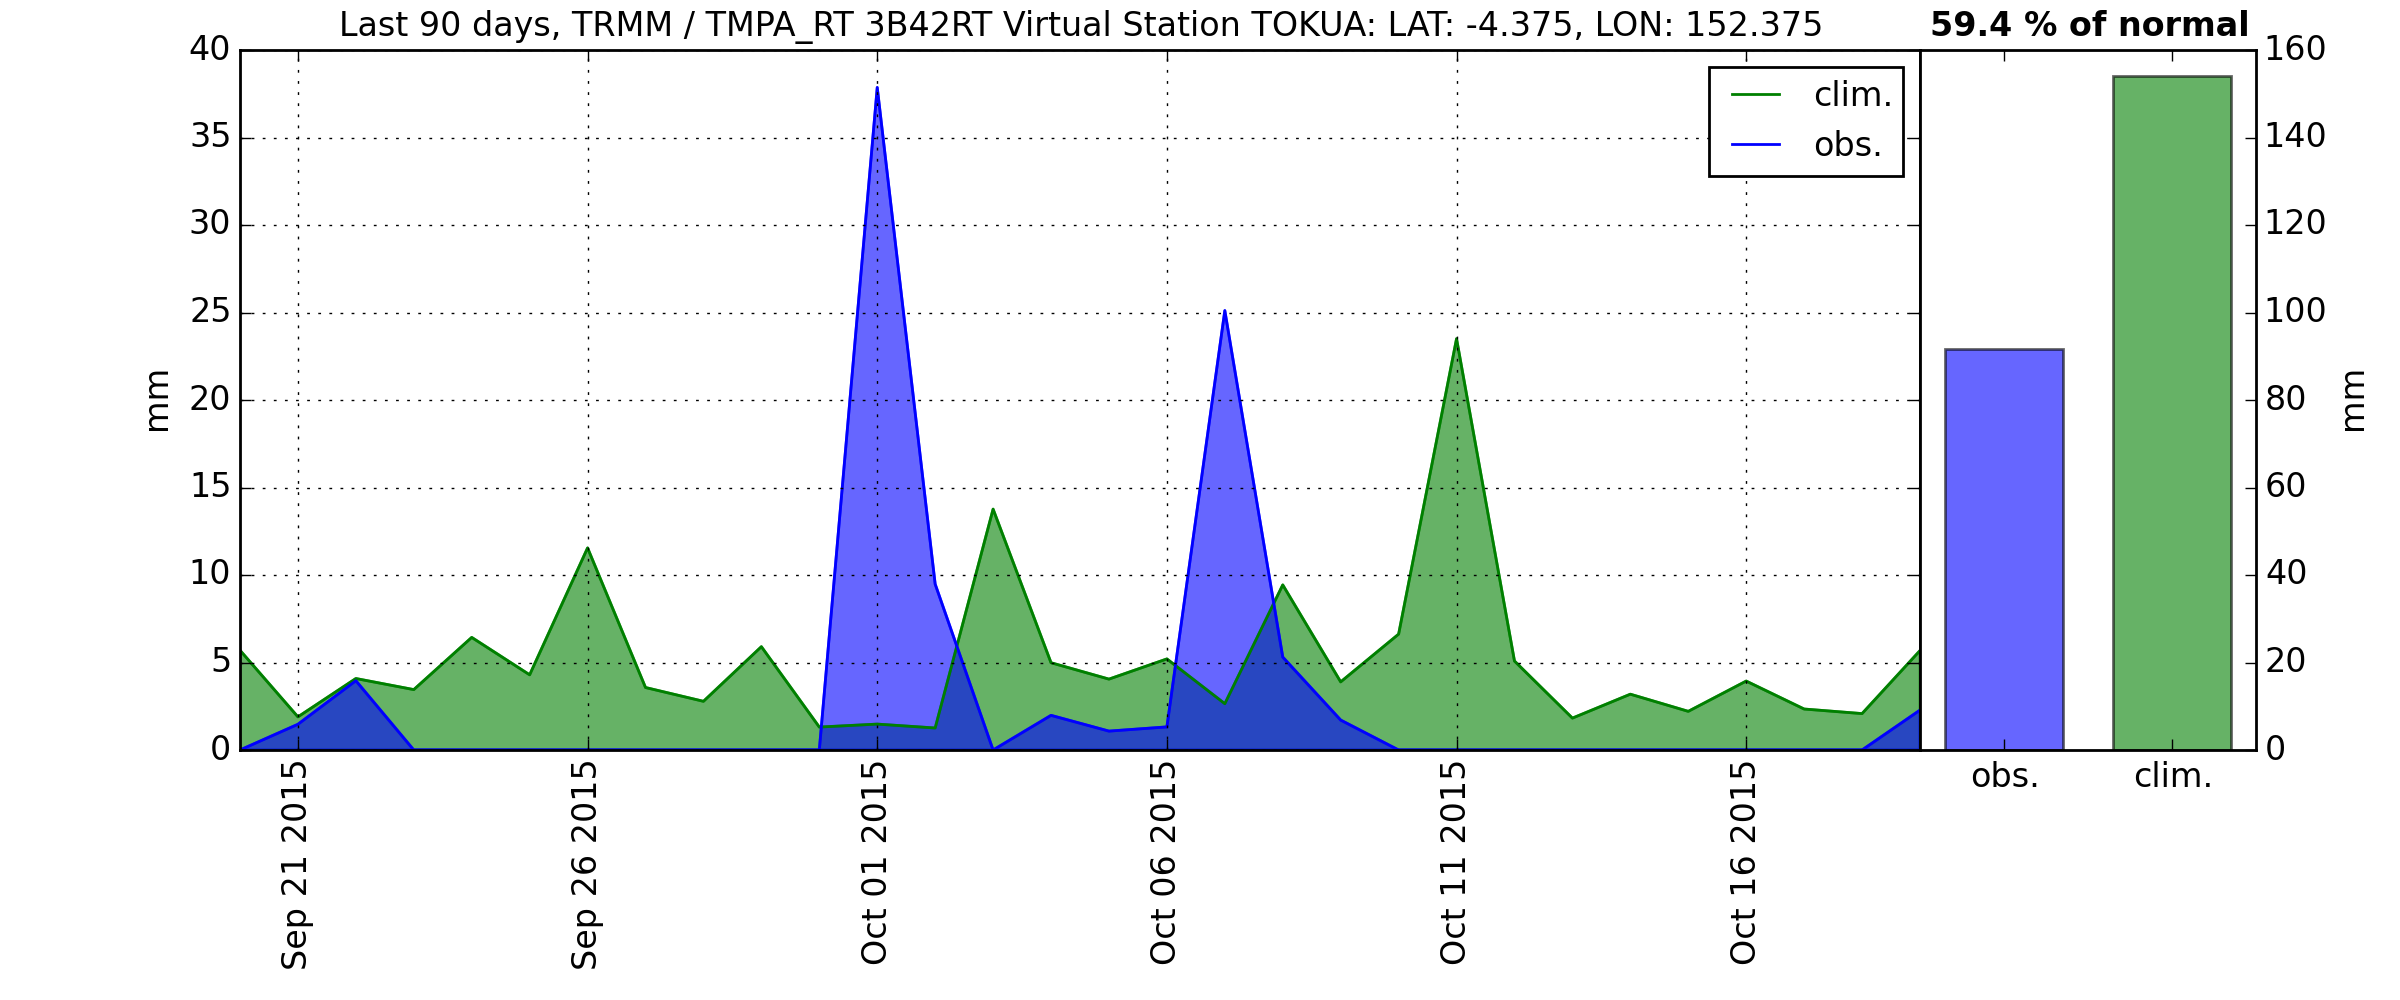 Last 90 days, TRMM / TMPA_RT 3B42RT Virtual Station TOKUA: LAT: -4.375, LON: 152.375
59.4 % of normal
40
35
30
25
20
15
10
5
0
mm
clim.
obs.
160
140
120
100
80
60
40
20
0
mm
obs.
clim.
Sep 21 2015
Sep 26 2015
Oct 01 2015
Oct 06 2015
Oct 11 2015
Oct 16 2015